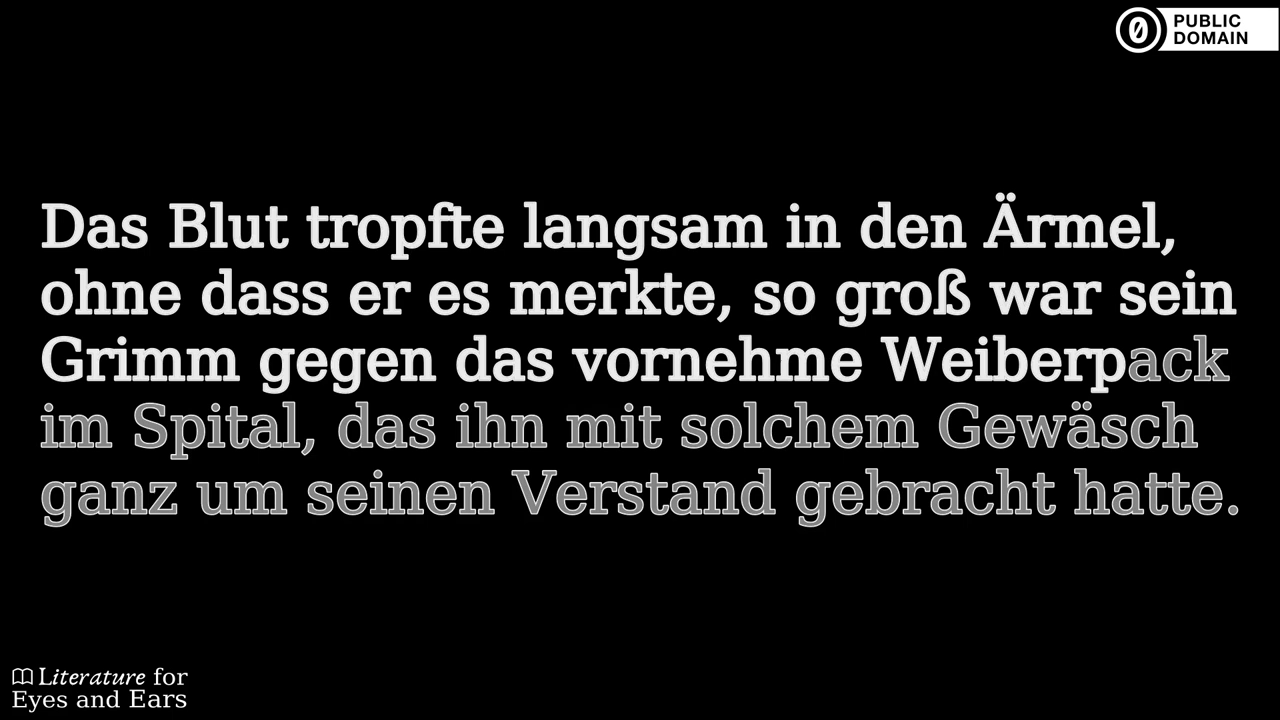 PUBLIC
DOMAIN
Das Blut tropfte langsam in den Ärmel,
ohne dass er es merkte, so groß war sein
Grimm gegen das vornehme Weiberpack
im Spital, das ihn mit solchem Gewäsch
ganz um seinen Verstand gebracht hatte.
Literature for
Eyes and Ears